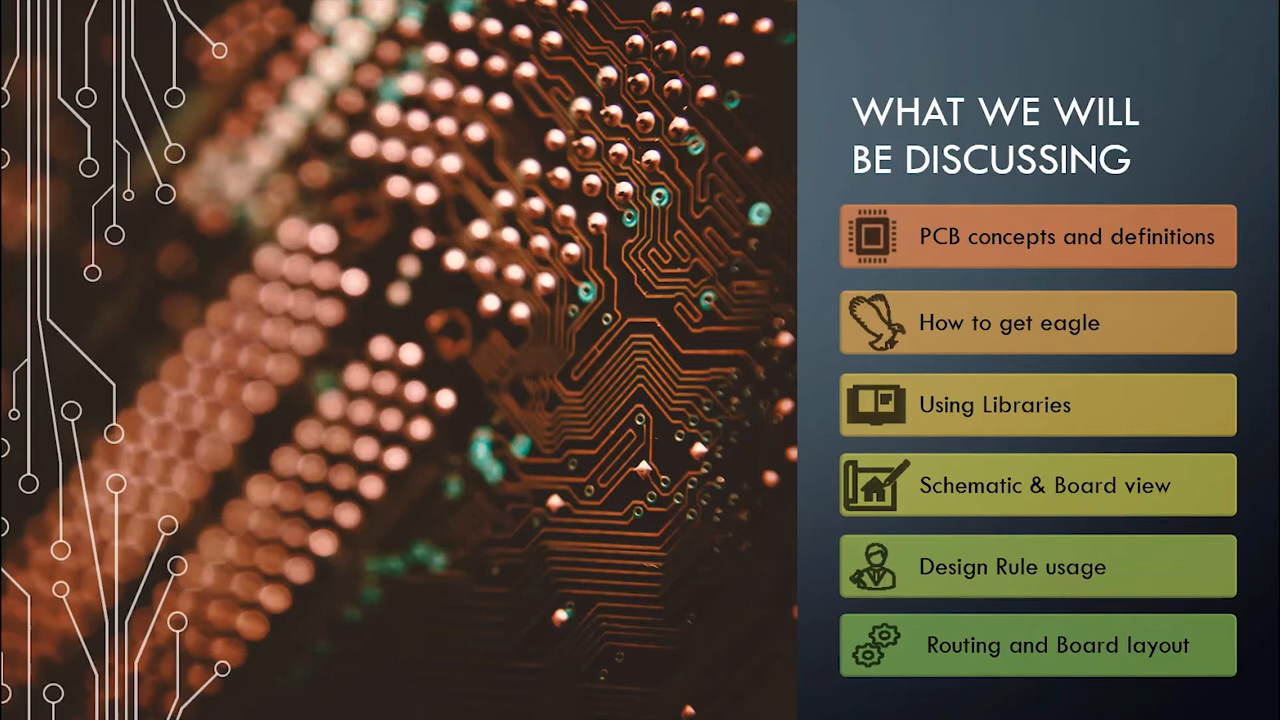 WHAT WE WILL
BE DISCUSSING
PCB concepts and definitions
How to get eagle
Using Libraries
Schematic & Board view
Design Rule usage
Routing and Board layout